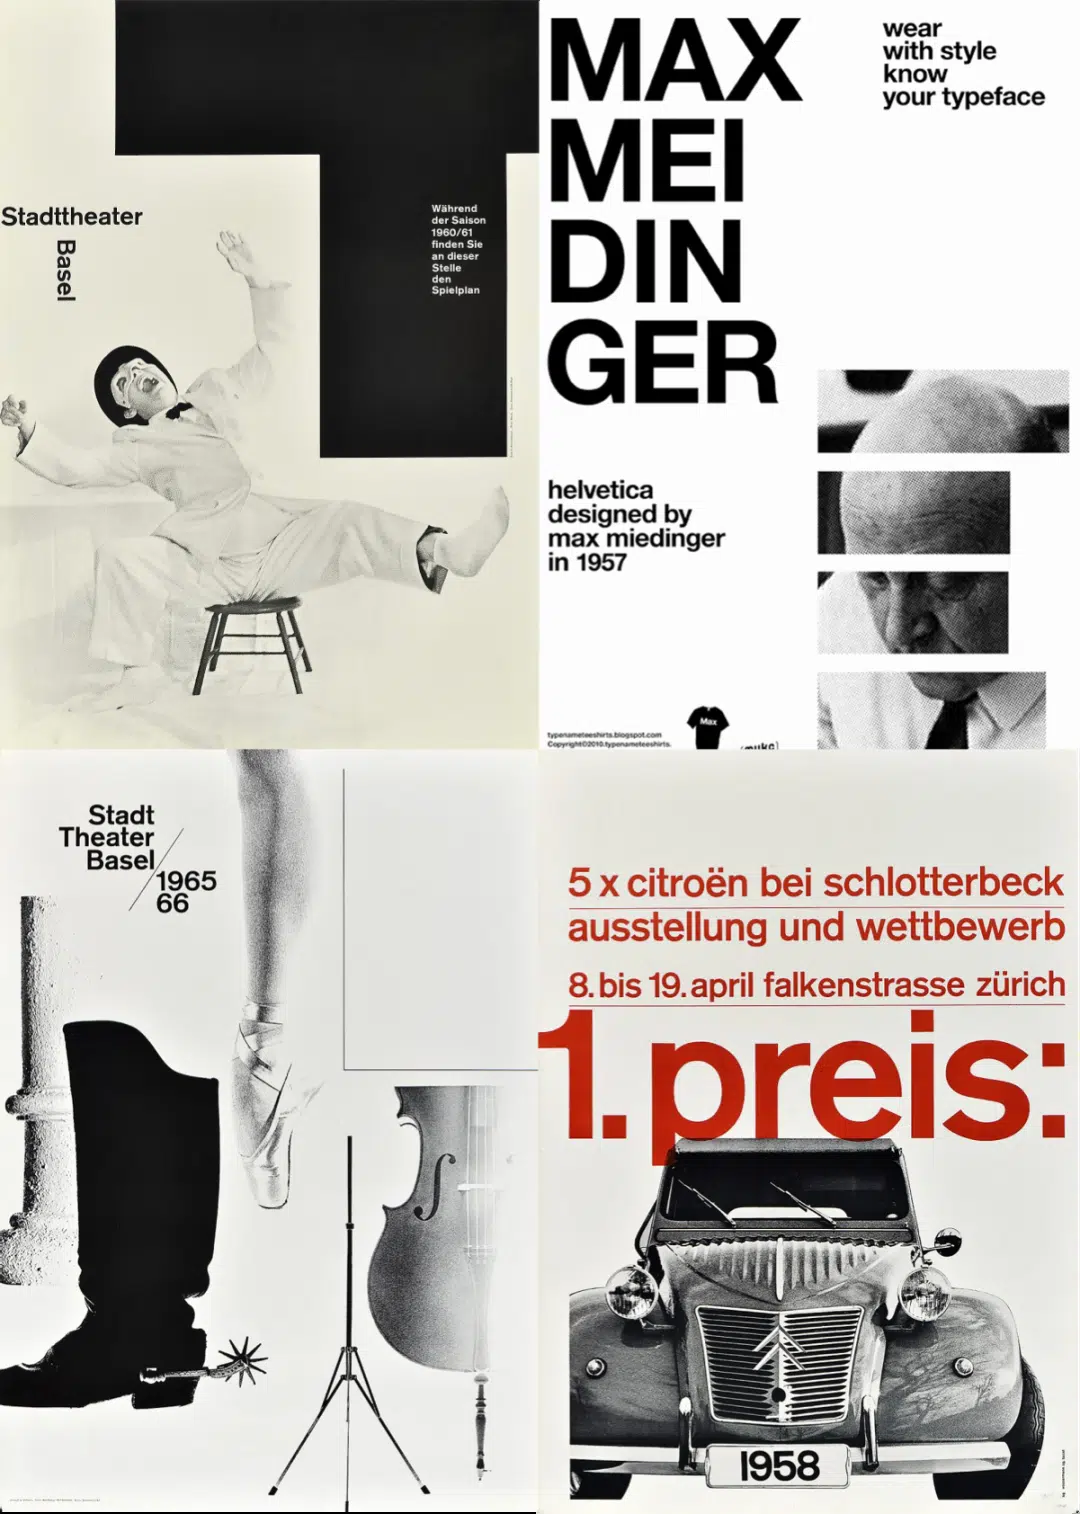 Stadttheater
Basel
Während
der Saison
1960/61
finden Sie
an dieser
Stelle
den
Spielplan
MAX
MEI
DIN
GER
wear
with style
know
your typeface
helvetica
designed by
max miedinger
in 1957
Max
typenameteeshirts.blogspot.com
Copyright©2010.typenameteeshirts.
Stadt
Theater
Basel
1965
66
5 x citroën bei schlotterbeck
ausstellung und wettbewerb
8. bis 19. april falkenstrasse zürich
1. preis:
1958